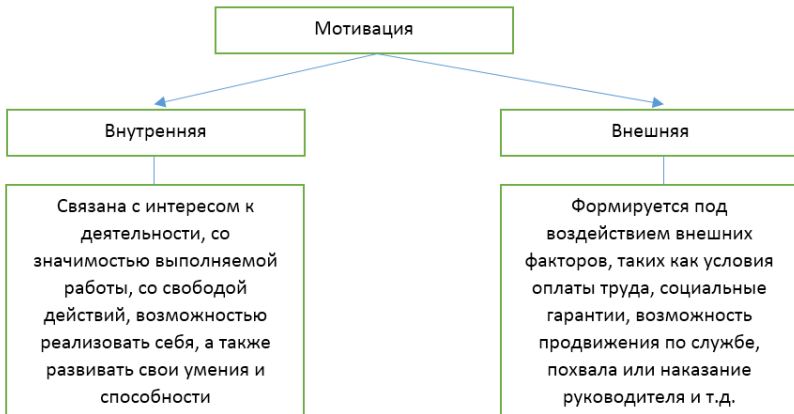 Мотивация
Внутренняя
Внешняя
Связана с интересом к
деятельности, со
значимостью выполняемой
работы, со свободой
действий, возможностью
реализовать себя, а также
развивать свои умения и
способности
Формируется под
воздействием внешних
факторов, таких как условия
оплаты труда, социальные
гарантии, возможность
продвижения по службе,
похвала или наказание
руководителя и т.д.